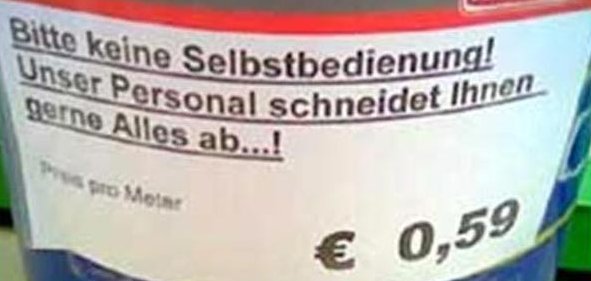 Bitte keine Selbstbedienung!
Unser Personal schneidet Ihnen
gerne Alles ab...!
Preis pro Meter
€ 0,59